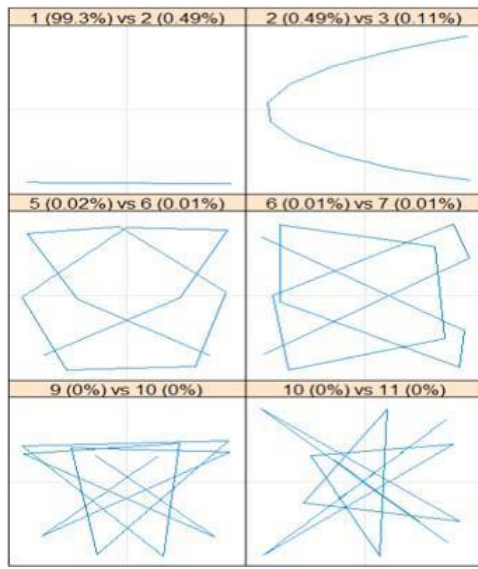 1 (99.3%) vs 2 (0.49%)
2 (0.49%) vs 3 (0.11%)
5 (0.02%) vs 6 (0.01%)
6 (0.01%) vs 7 (0.01%)
9 (0%) vs 10 (0%)
10 (0%) vs 11 (0%)